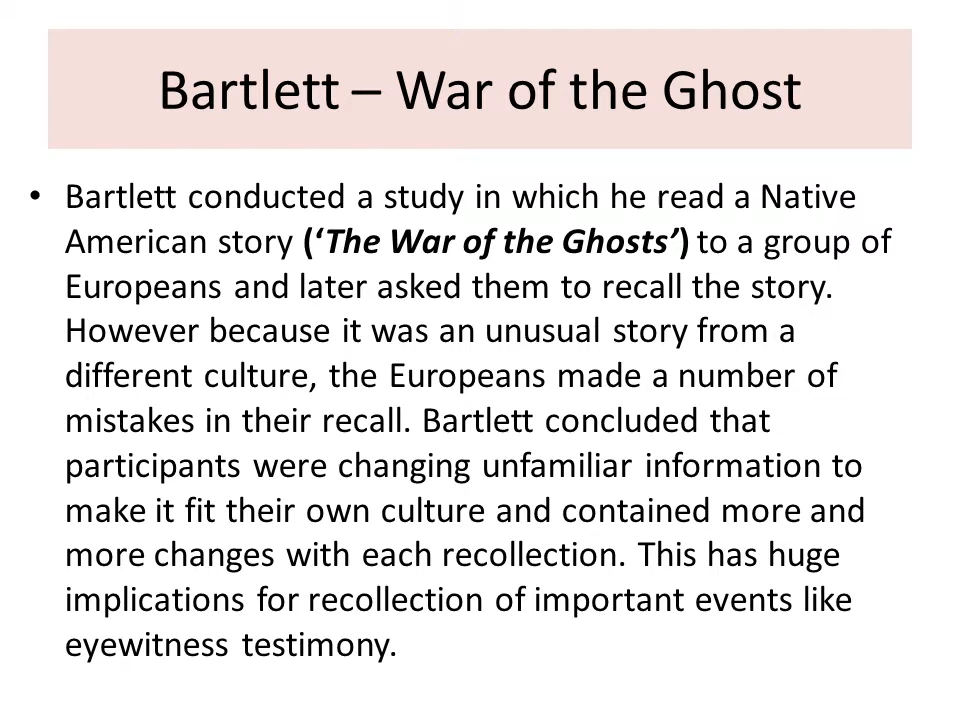 Bartlett – War of the Ghost
• Bartlett conducted a study in which he read a Native
American story (‘The War of the Ghosts’) to a group of
Europeans and later asked them to recall the story.
However because it was an unusual story from a
different culture, the Europeans made a number of
mistakes in their recall. Bartlett concluded that
participants were changing unfamiliar information to
make it fit their own culture and contained more and
more changes with each recollection. This has huge
implications for recollection of important events like
eyewitness testimony.